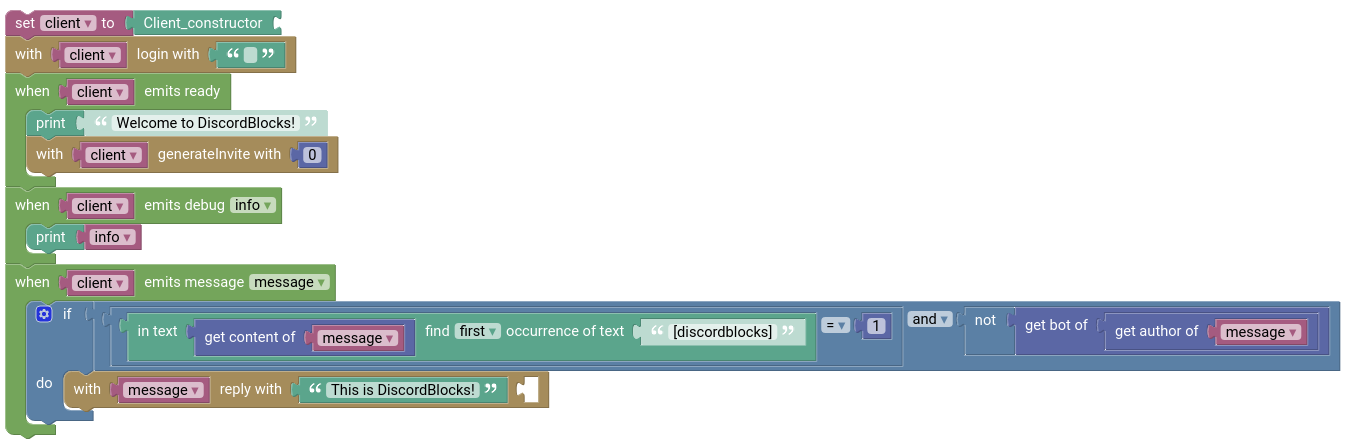 set client ▾ to Client_constructor
with client ▾ login with “ ”
when client ▾ emits ready
print “ Welcome to DiscordBlocks! ”
with client ▾ generateInvite with 0
when client ▾ emits debug info ▾
print info ▾
when client ▾ emits message message ▾
if in text get content of message ▾ find first ▾ occurrence of text “ [discordblocks] ” = ▾ 1 and ▾ not get bot of get author of message ▾
do with message ▾ reply with “ This is DiscordBlocks! ”